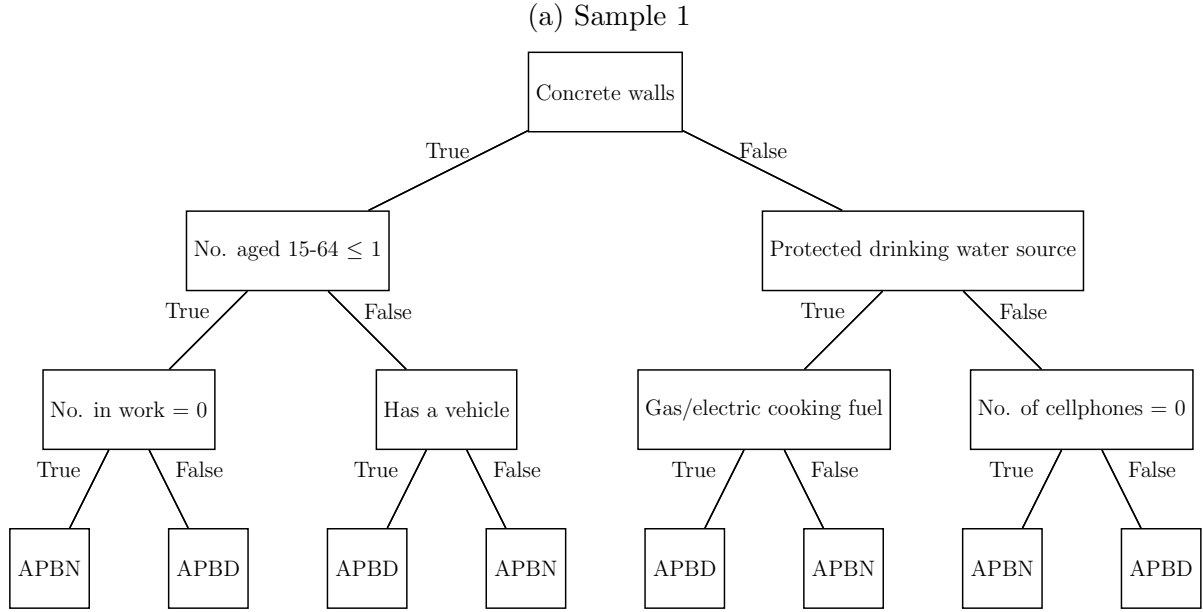 (a) Sample 1
Concrete walls
True
False
No. aged 15-64 ≤ 1
Protected drinking water source
True
False
True
False
No. in work = 0
Has a vehicle
Gas/electric cooking fuel
No. of cellphones = 0
True
False
True
False
True
False
True
False
APBN
APBD
APBD
APBN
APBD
APBN
APBN
APBD